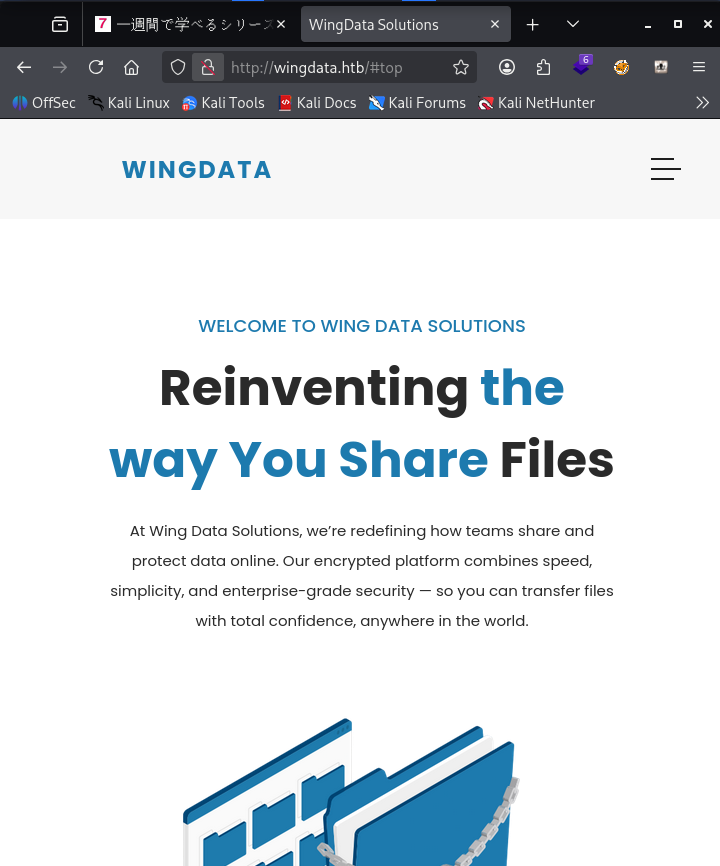 7 一週間で学べるシリーズ
WingData Solutions
http://wingdata.htb/#top
6
OffSec
Kali Linux
Kali Tools
Kali Docs
Kali Forums
Kali NetHunter
WINGDATA
WELCOME TO WING DATA SOLUTIONS
Reinventing the
way You Share Files
At Wing Data Solutions, we’re redefining how teams share and
protect data online. Our encrypted platform combines speed,
simplicity, and enterprise-grade security — so you can transfer files
with total confidence, anywhere in the world.